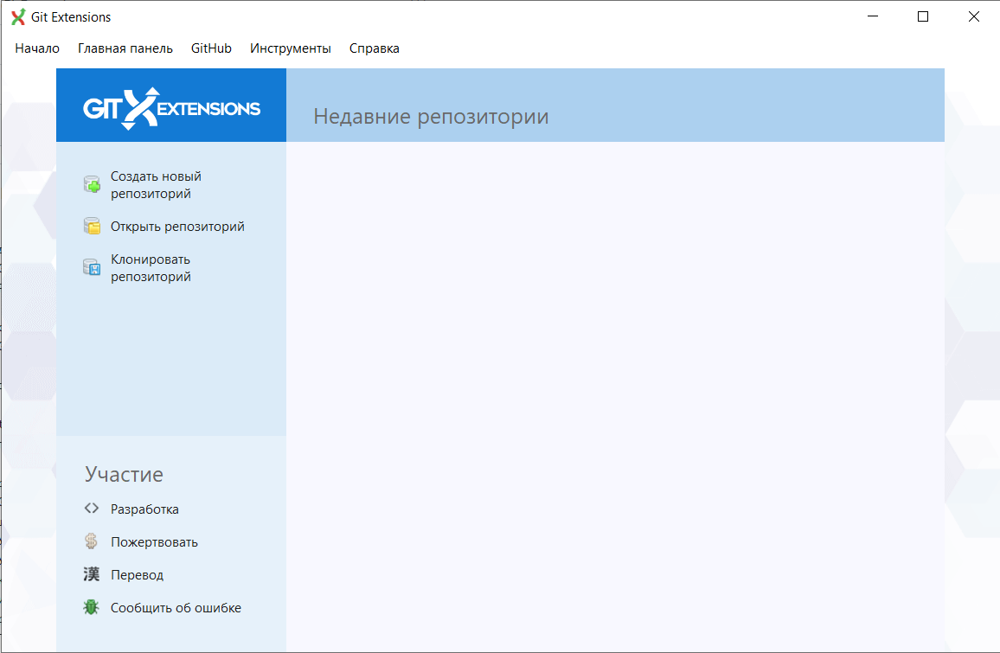 Git Extensions
Начало Главная панель GitHub Инструменты Справка
GIT EXTENSIONS
Недавние репозитории
Создать новый
репозиторий
Открыть репозиторий
Клонировать
репозиторий
Участие
Разработка
Пожертвовать
漢 Перевод
Сообщить об ошибке